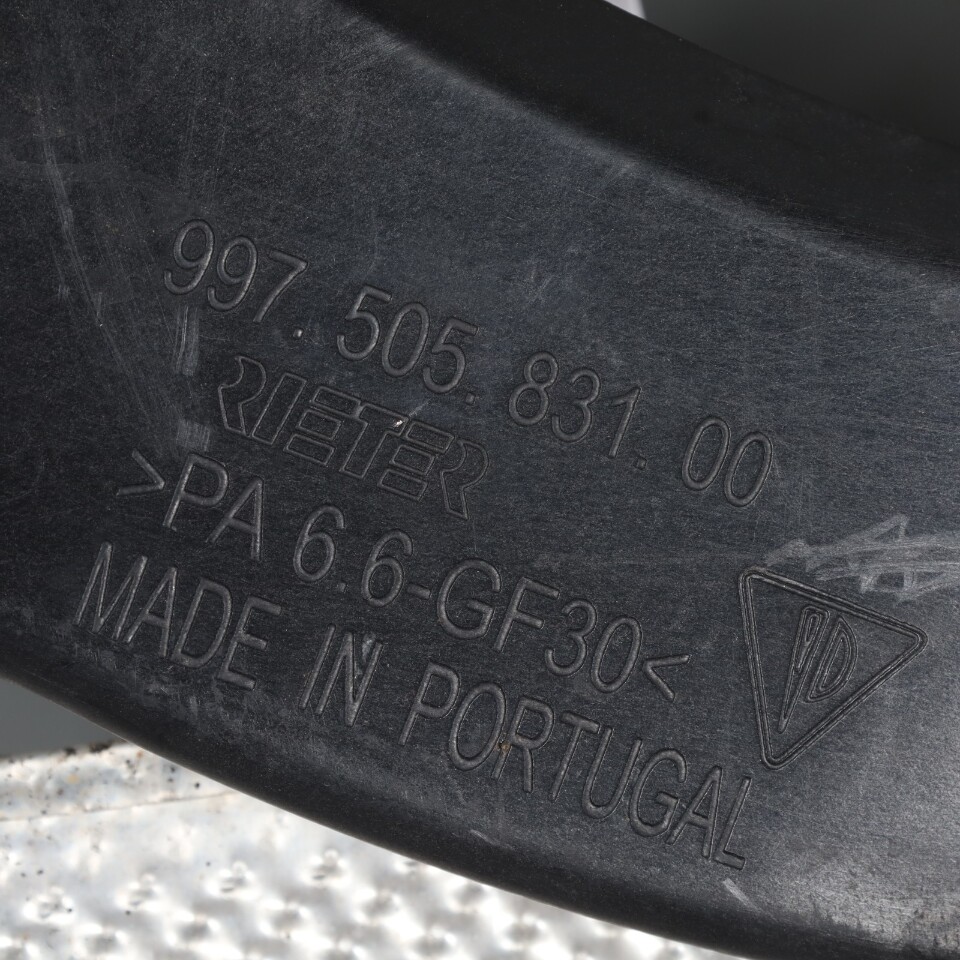 997.505.831.00
RIETER
>PA 6.6-GF30<
MADE IN PORTUGAL